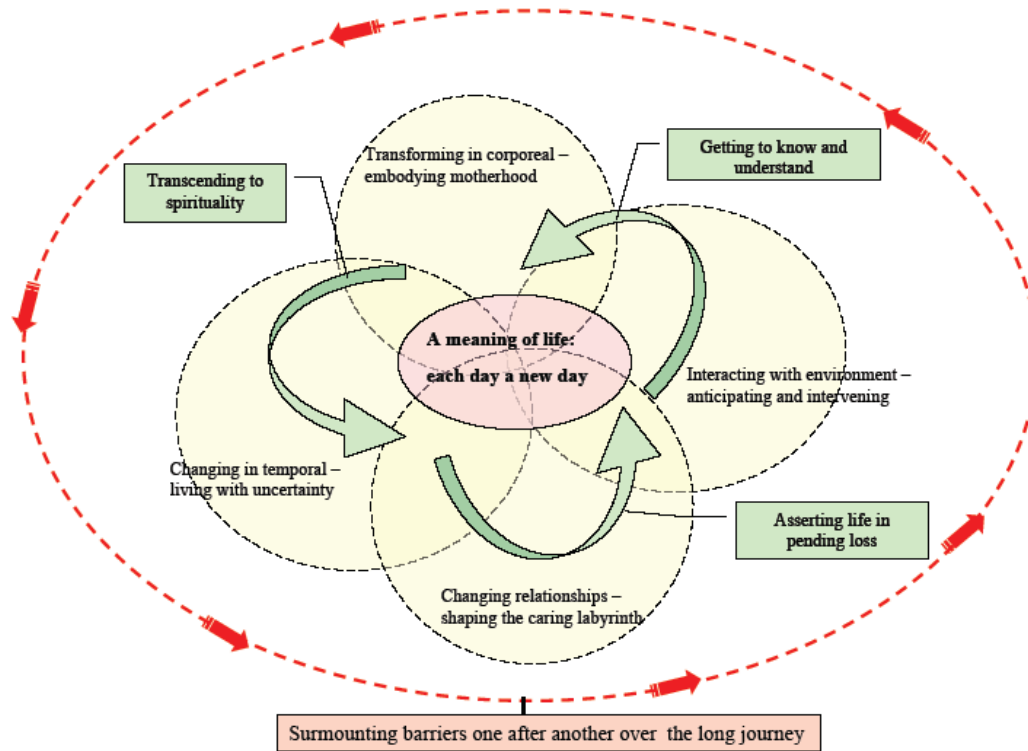 Transforming in corporeal –
embodying motherhood
Getting to know and
understand
Transcending to
spirituality
A meaning of life:
each day a new day
Interacting with environment –
anticipating and intervening
Changing in temporal –
living with uncertainty
Asserting life in
pending loss
Changing relationships –
shaping the caring labyrinth
Surmounting barriers one after another over the long journey